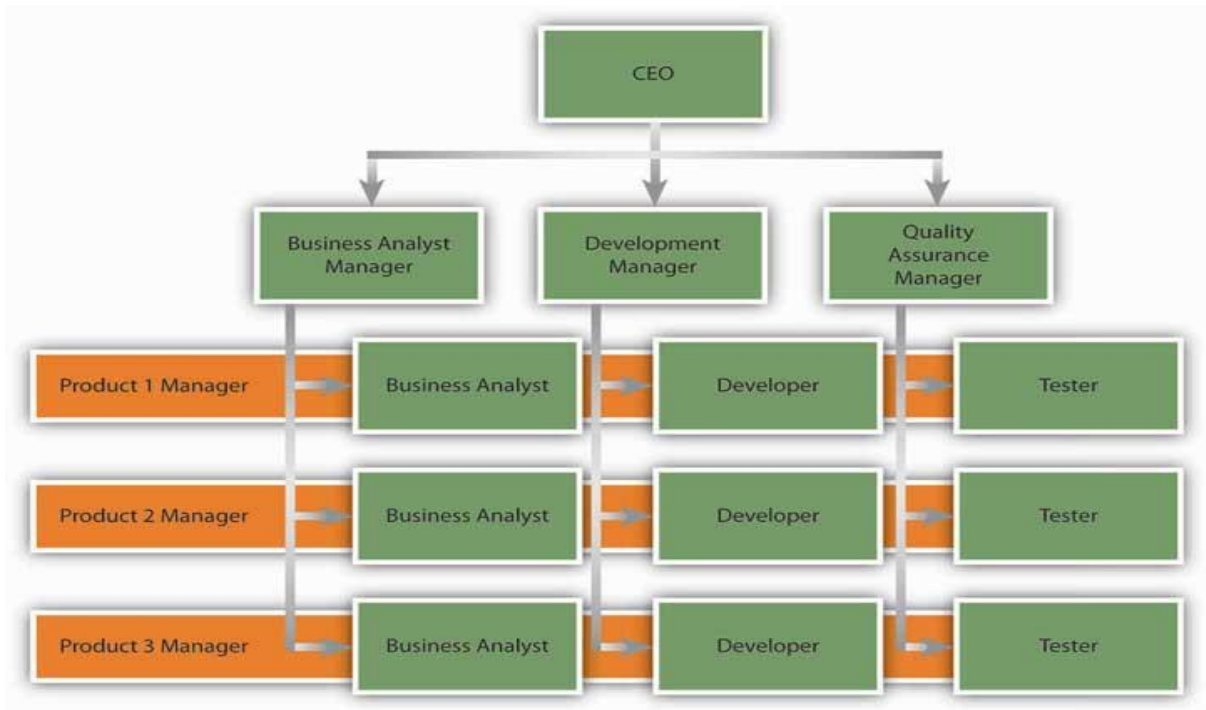 CEO
Business Analyst
Manager
Development
Manager
Quality
Assurance
Manager
Product 1 Manager
Business Analyst
Developer
Tester
Product 2 Manager
Business Analyst
Developer
Tester
Product 3 Manager
Business Analyst
Developer
Tester